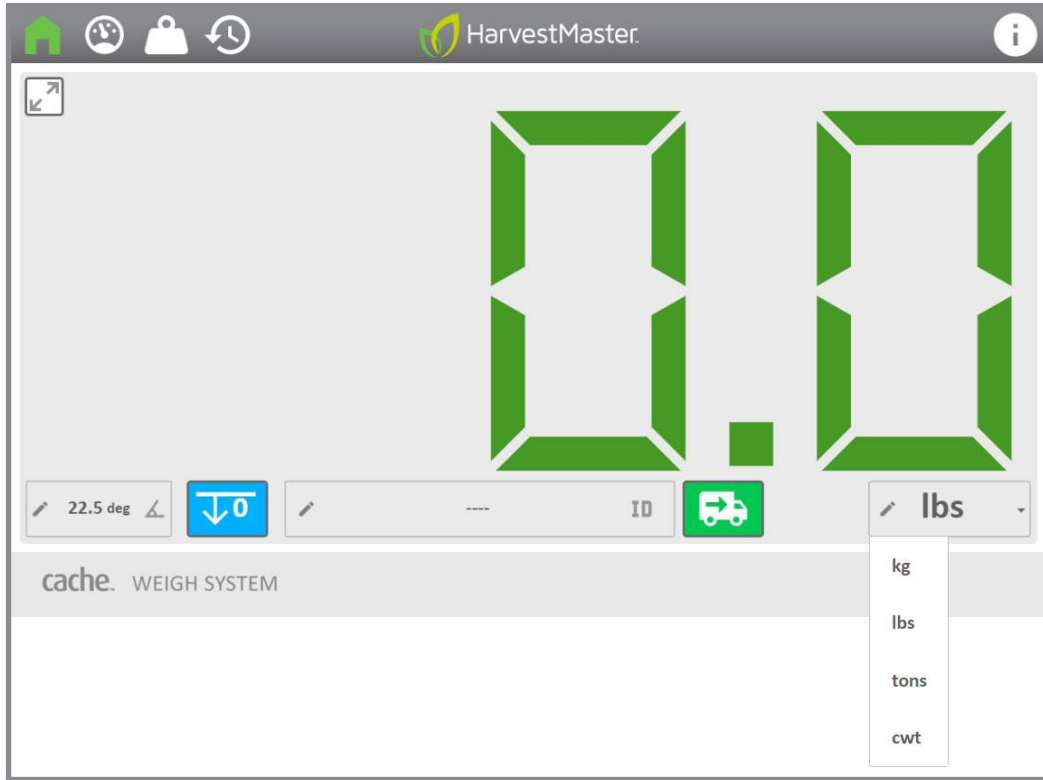 HarvestMaster.
0.0
22.5 deg
0
----
ID
lbs
cache. WEIGH SYSTEM
kg
lbs
tons
cwt